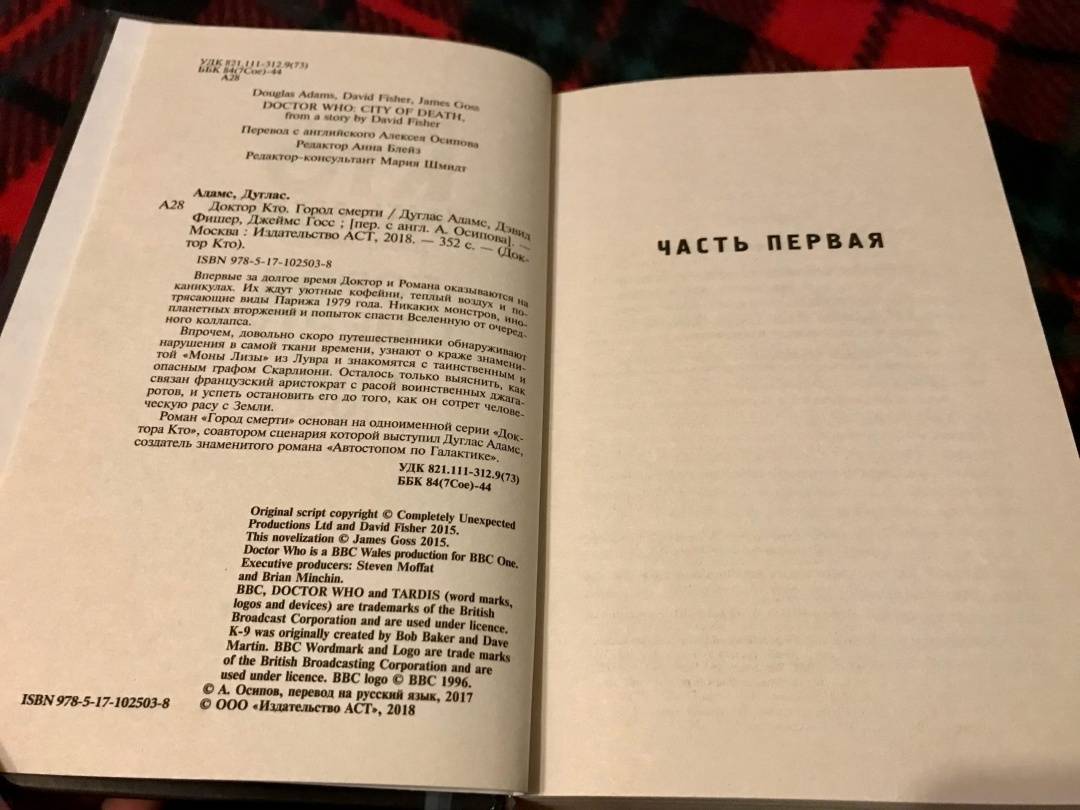 УДК 821.111-312.9(73)
ББК 84(7Сое)-44
А28
Douglas Adams, David Fisher, James Goss
DOCTOR WHO: CITY OF DEATH,
from a story by David Fisher
Перевод с английского Алексея Осипова
Редактор Анна Блейз
Редактор-консультант Мария Шмидт
Адамс, Дуглас.
А28 Доктор Кто. Город смерти / Дуглас Адамс, Дэвид
Фишер, Джеймс Госс ; [пер. с англ. А. Осипова]. —
Москва : Издательство АСТ, 2018. — 352 с. — (Док-
тор Кто).
ISBN 978-5-17-102503-8
Впервые за долгое время Доктор и Романа оказываются на
каникулах. Их ждут уютные кофейни, теплый воздух и по-
трясающие виды Парижа 1979 года. Никаких монстров, ино-
планетных вторжений и попыток спасти Вселенную от очеред-
ного коллапса.
Впрочем, довольно скоро путешественники обнаруживают
нарушения в самой ткани времени, узнают о краже знамени-
той «Моны Лизы» из Лувра и знакомятся с таинственным и
опасным графом Скарлиони. Осталось только выяснить, как
связан французский аристократ с расой воинственных джага-
ротов, и успеть остановить его до того, как он сотрет челове-
ческую расу с Земли.
Роман «Город смерти» основан на одноименной серии «Док-
тора Кто», соавтором сценария которой выступил Дуглас Адамс,
создатель знаменитого романа «Автостопом по Галактике».
УДК 821.111-312.9(73)
ББК 84(7Сое)-44
Original script copyright © Completely Unexpected
Productions Ltd and David Fisher 2015.
This novelization © James Goss 2015.
Doctor Who is a BBC Wales production for BBC One.
Executive producers: Steven Moffat
and Brian Minchin.
BBC, DOCTOR WHO and TARDIS (word marks,
logos and devices) are trademarks of the British
Broadcast Corporation and are used under licence.
K-9 was originally created by Bob Baker and Dave
Martin. BBC Wordmark and Logo are trade marks
of the British Broadcasting Corporation and are
used under licence. BBC logo © BBC 1996.
© А. Осипов, перевод на русский язык, 2017
ISBN 978-5-17-102503-8 © ООО «Издательство АСТ», 2018
ЧАСТЬ ПЕРВАЯ